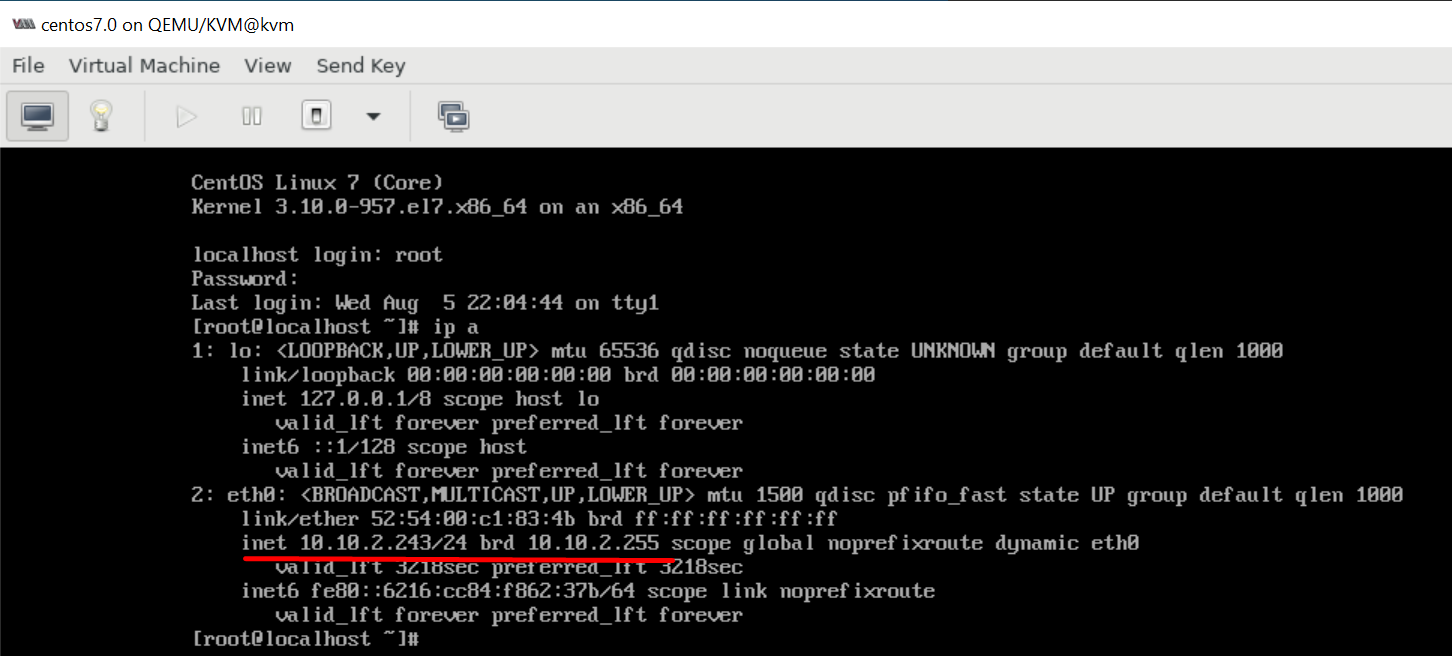 centos7.0 on QEMU/KVM@kvm
File Virtual Machine View Send Key
CentOS Linux 7 (Core)
Kernel 3.10.0-957.el7.x86_64 on an x86_64
localhost login: root
Password:
Last login: Wed Aug  5 22:04:44 on tty1
[root@localhost ~]# ip a
1: lo: <LOOPBACK,UP,LOWER_UP> mtu 65536 qdisc noqueue state UNKNOWN group default qlen 1000
    link/loopback 00:00:00:00:00:00 brd 00:00:00:00:00:00
    inet 127.0.0.1/8 scope host lo
       valid_lft forever preferred_lft forever
    inet6 ::1/128 scope host
       valid_lft forever preferred_lft forever
2: eth0: <BROADCAST,MULTICAST,UP,LOWER_UP> mtu 1500 qdisc pfifo_fast state UP group default qlen 1000
    link/ether 52:54:00:c1:83:4b brd ff:ff:ff:ff:ff:ff
    inet 10.10.2.243/24 brd 10.10.2.255 scope global noprefixroute dynamic eth0
       valid_lft 3218sec preferred_lft 3218sec
    inet6 fe80::6216:cc84:f862:37b/64 scope link noprefixroute
       valid_lft forever preferred_lft forever
[root@localhost ~]#